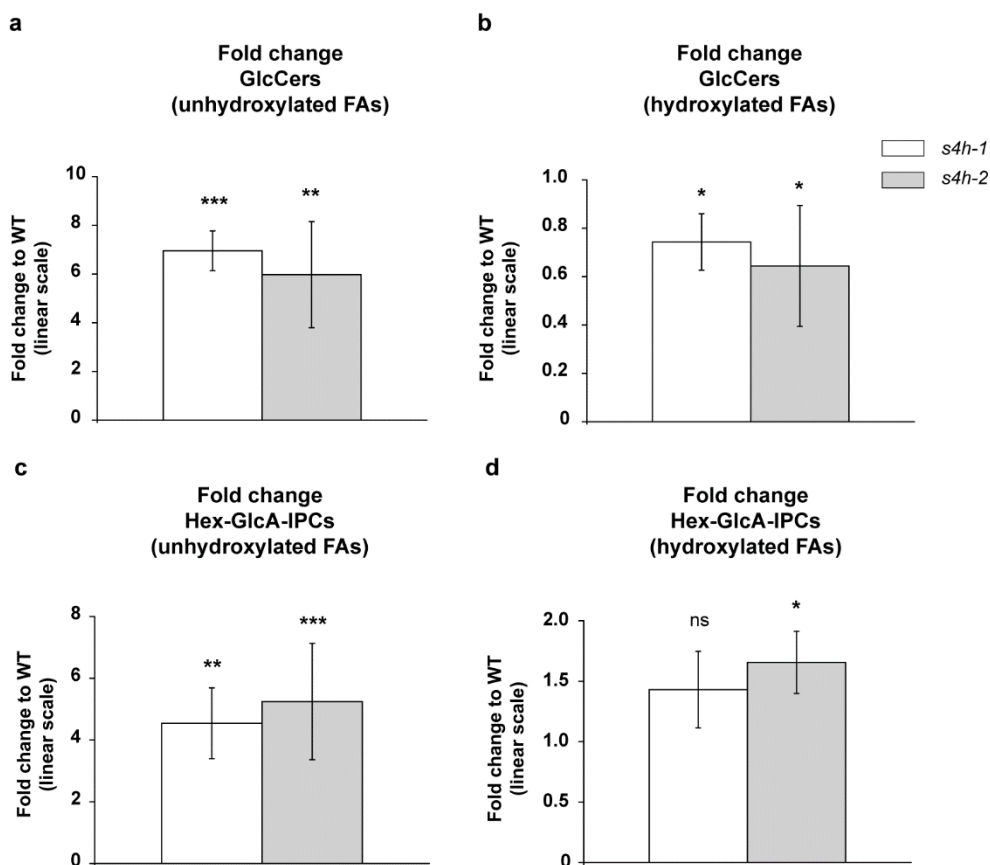 a
Fold change
GlcCers
(unhydroxylated FAs)
Fold change to WT
(linear scale)
10
8
6
4
2
0
***
**
b
Fold change
GlcCers
(hydroxylated FAs)
s4h-1
s4h-2
Fold change to WT
(linear scale)
1.0
0.8
0.6
0.4
0.2
0
*
*
c
Fold change
Hex-GlcA-IPCs
(unhydroxylated FAs)
Fold change to WT
(linear scale)
8
6
4
2
0
**
***
d
Fold change
Hex-GlcA-IPCs
(hydroxylated FAs)
Fold change to WT
(linear scale)
2.0
1.5
1.0
0.5
0
ns
*